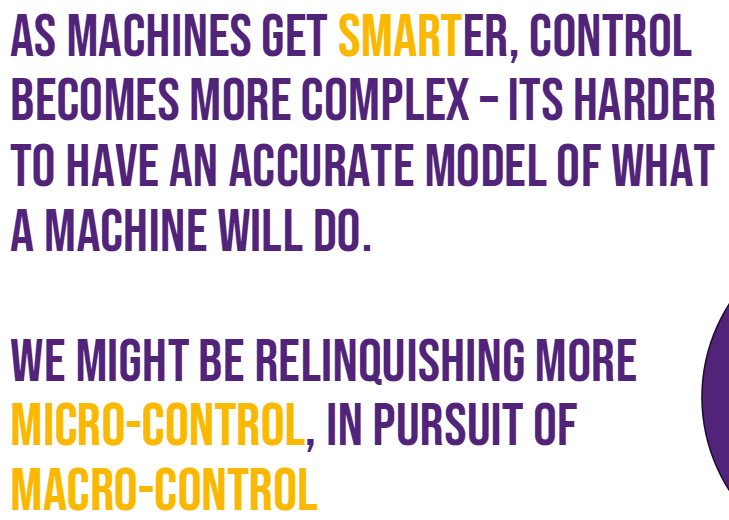 AS MACHINES GET SMARTER, CONTROL
BECOMES MORE COMPLEX – ITS HARDER
TO HAVE AN ACCURATE MODEL OF WHAT
A MACHINE WILL DO.
WE MIGHT BE RELINQUISHING MORE
MICRO-CONTROL, IN PURSUIT OF
MACRO-CONTROL